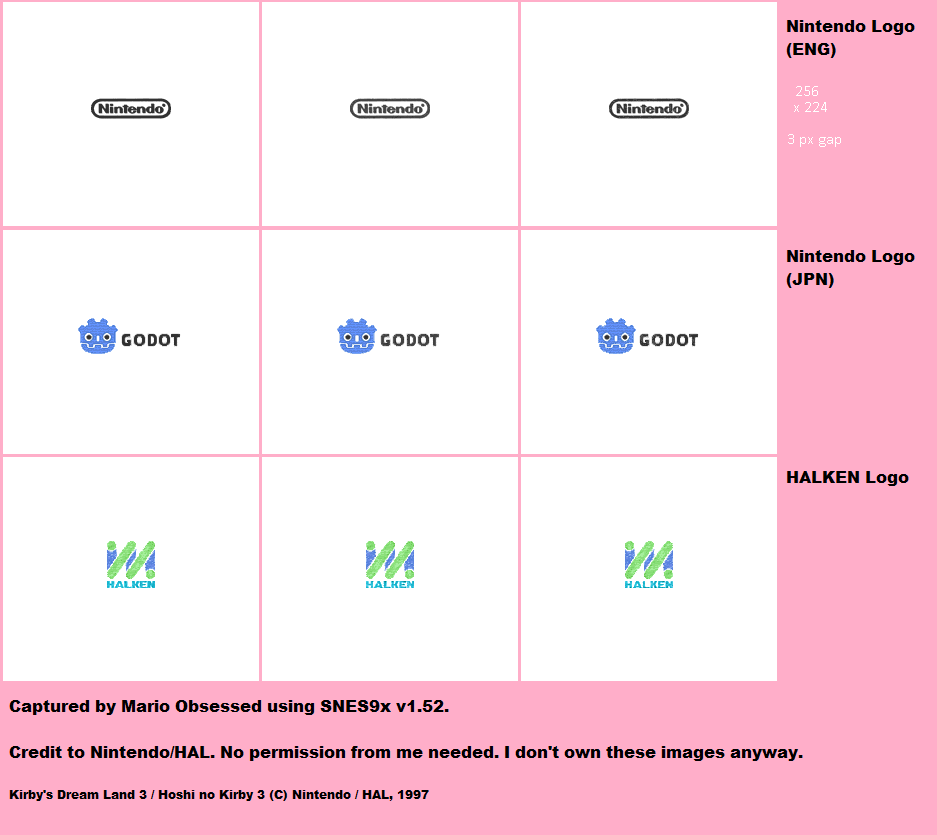 Nintendo® Nintendo® Nintendo® Nintendo Logo
(ENG)
256
x 224
3 px gap
GODOT GODOT GODOT Nintendo Logo
(JPN)
HALKEN HALKEN HALKEN HALKEN Logo
Captured by Mario Obsessed using SNES9x v1.52.
Credit to Nintendo/HAL. No permission from me needed. I don't own these images anyway.
Kirby's Dream Land 3 / Hoshi no Kirby 3 (C) Nintendo / HAL, 1997